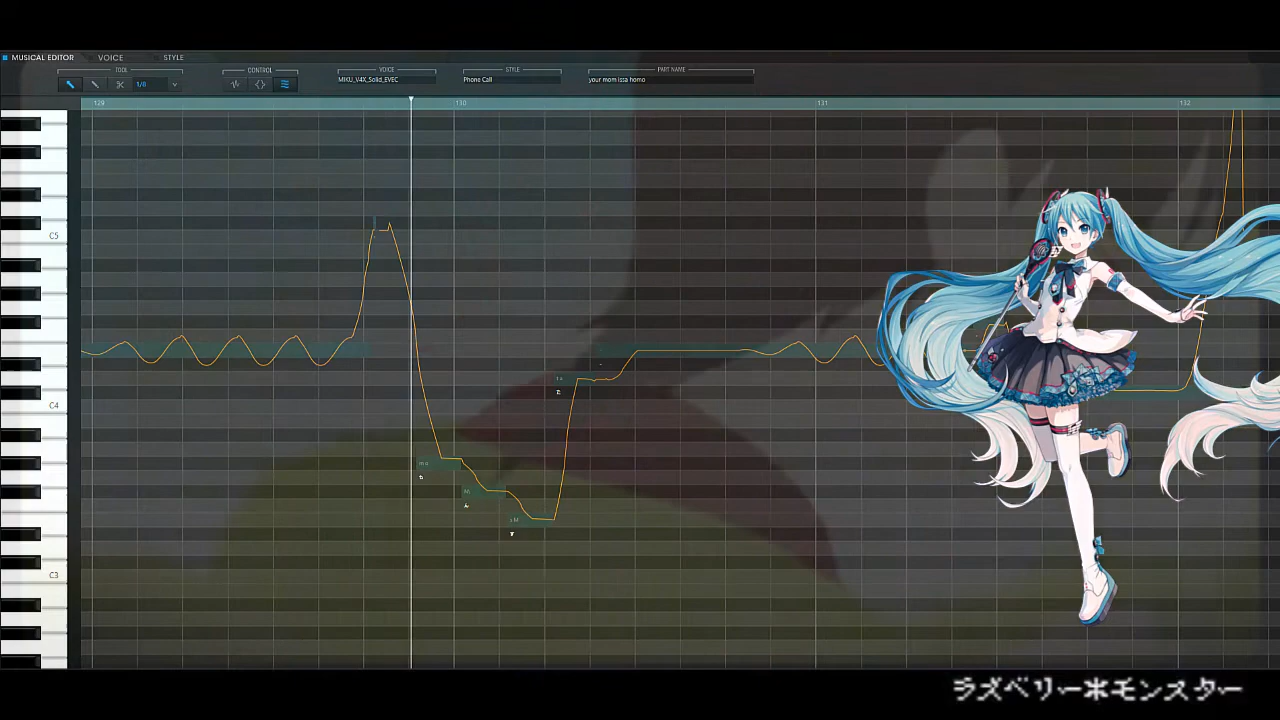 MUSICAL EDITOR VOICE STYLE
TOOL CONTROL VOICE STYLE PART NAME
1/8 MIKU_V4X_Solid_EVEC Phone Call your mom issa homo
129 130 131 132
C5
C4
C3
ラズベリー*モンスター